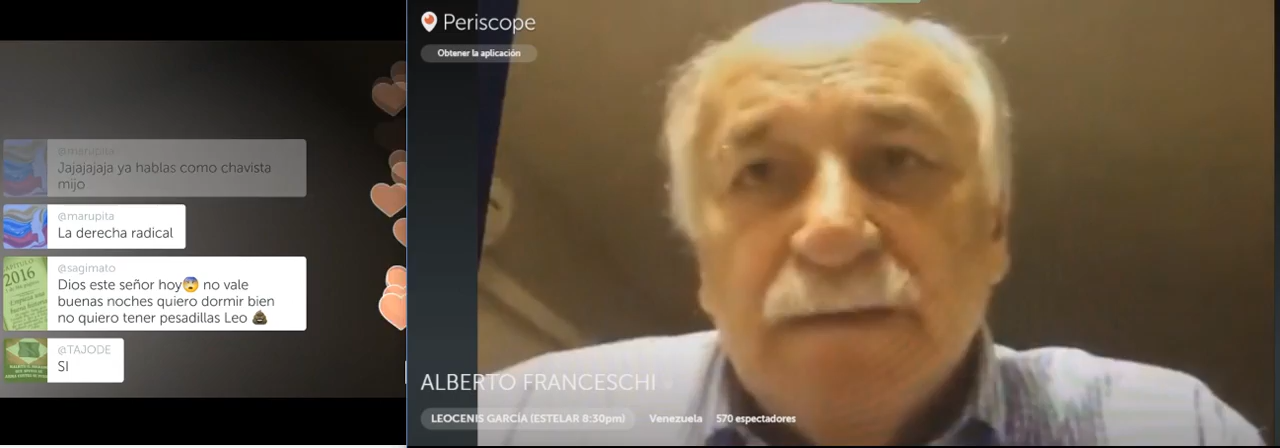 @marupita
Jajajajaja ya hablas como chavista
mijo
@marupita
La derecha radical
@sagimato
Dios este señor hoy😨 no vale
buenas noches quiero dormir bien
no quiero tener pesadillas Leo 💩
@TAJODE
SI
2016
Periscope
Obtener la aplicación
ALBERTO FRANCESCHI
LEOCENIS GARCÍA (ESTELAR 8:30pm) Venezuela 570 espectadores